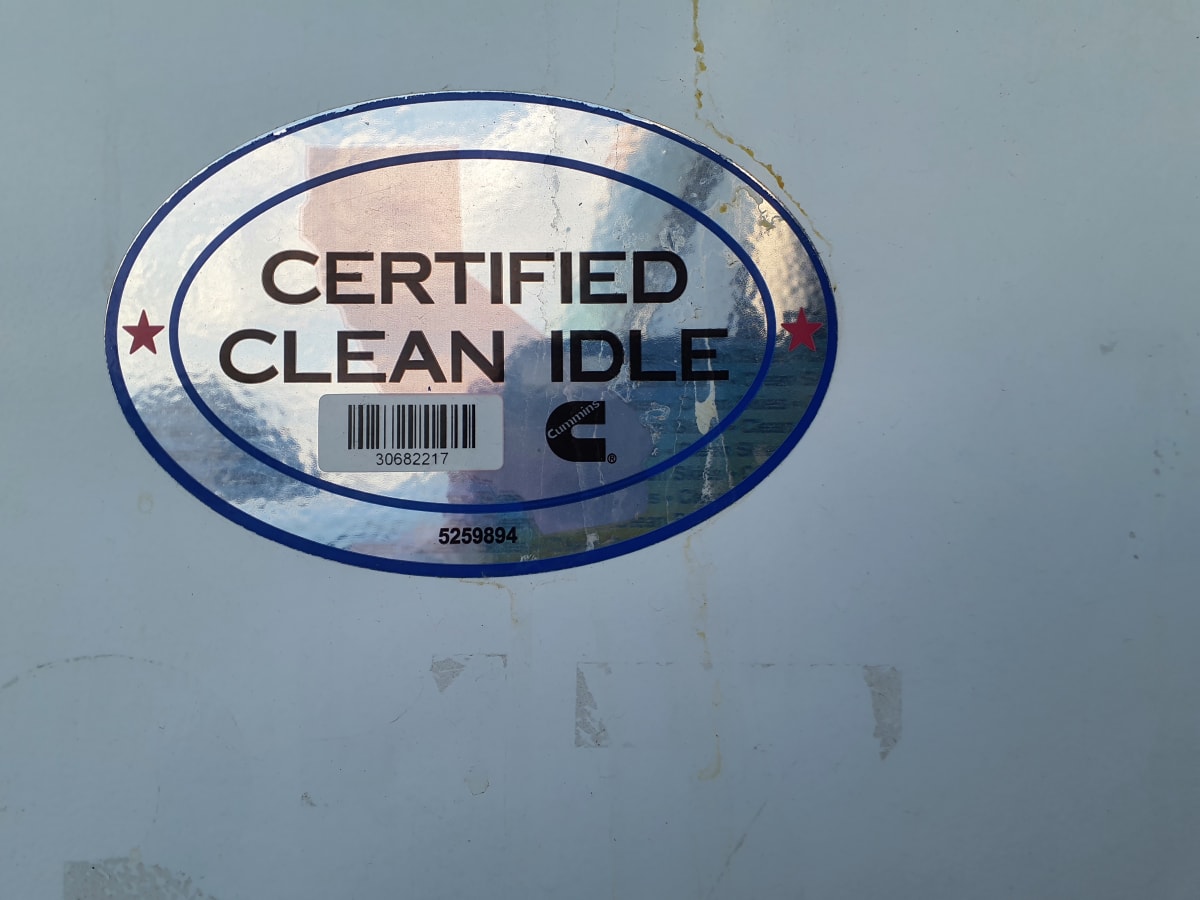 CERTIFIED
CLEAN IDLE
30682217
Cummins
®
5259894